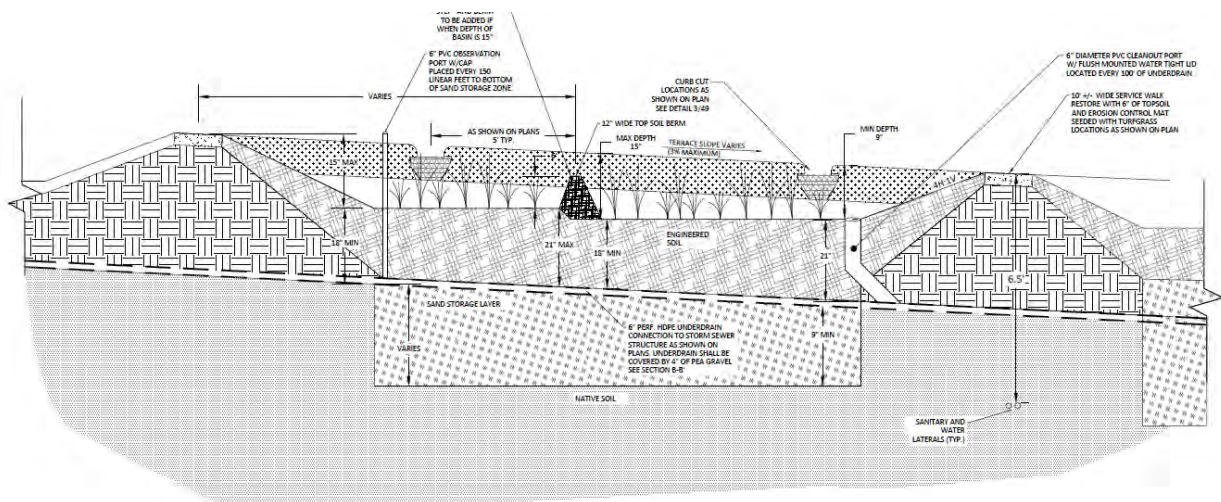 STEP AND BERM
TO BE ADDED IF
WHEN DEPTH OF
BASIN IS 15"
6" PVC OBSERVATION
PORT W/CAP
PLACED EVERY 150
LINEAR FEET TO BOTTOM
OF SAND STORAGE ZONE.
VARIES
AS SHOWN ON PLANS
5' TYP.
12" WIDE TOP SOIL BERM
MAX DEPTH
15"
CURB CUT
LOCATIONS AS
SHOWN ON PLAN
SEE DETAIL 3/49
TERRACE SLOPE VARIES
(3% MAXIMUM)
MIN DEPTH
9"
6" DIAMETER PVC CLEANOUT PORT
W/ FLUSH MOUNTED WATER TIGHT LID
LOCATED EVERY 100' OF UNDERDRAIN
10' +/- WIDE SERVICE WALK
RESTORE WITH 6" OF TOPSOIL
AND EROSION CONTROL MAT
SEEDED WITH TURFGRASS
LOCATIONS AS SHOWN ON PLAN
15" MAX
4H:1V
18" MIN
21" MAX
18" MIN
ENGINEERED
SOIL
21"
6.5'
SAND STORAGE LAYER
VARIES
6" PERF. HDPE UNDERDRAIN
CONNECTION TO STORM SEWER
STRUCTURE AS SHOWN ON
PLANS. UNDERDRAIN SHALL BE
COVERED BY 4" OF PEA GRAVEL
SEE SECTION B-B'
9" MIN
NATIVE SOIL
SANITARY AND
WATER
LATERALS (TYP.)